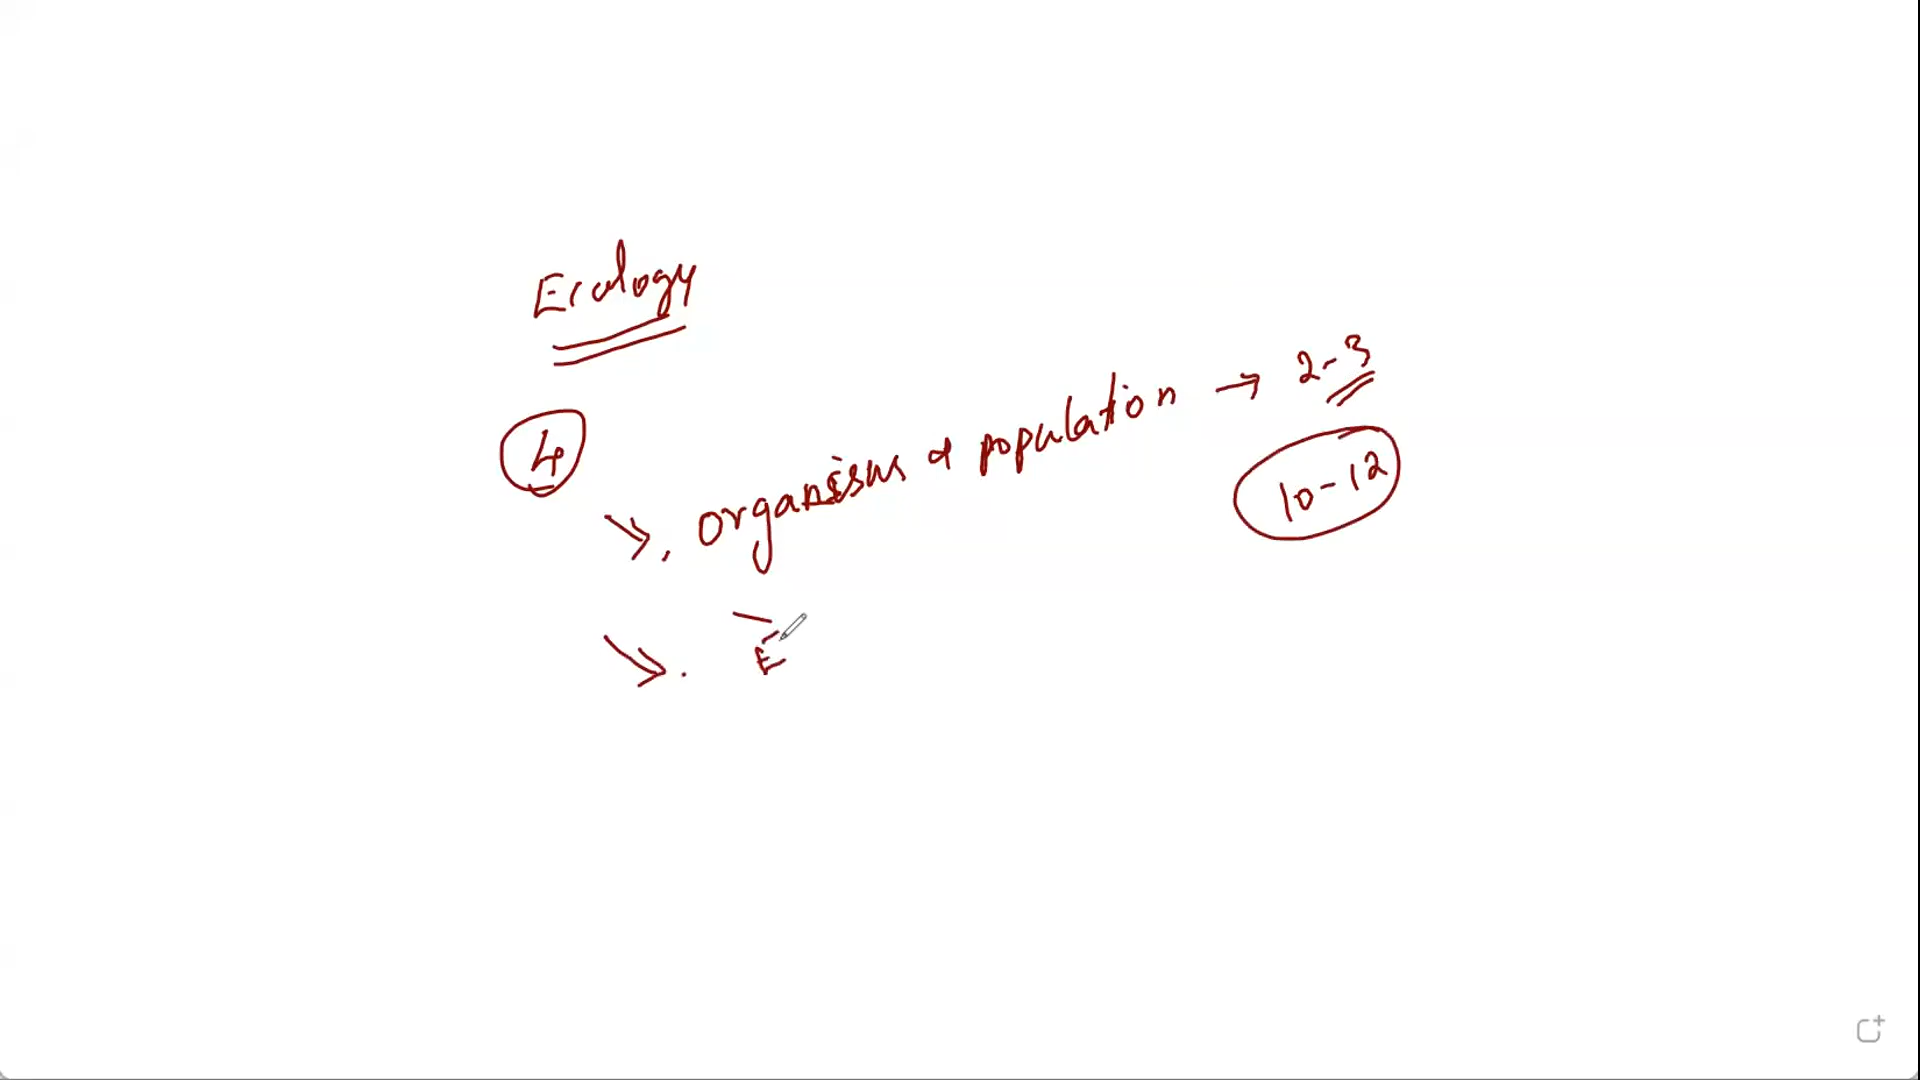 Ecology
4
organisms & population → 2-3
10-12
E